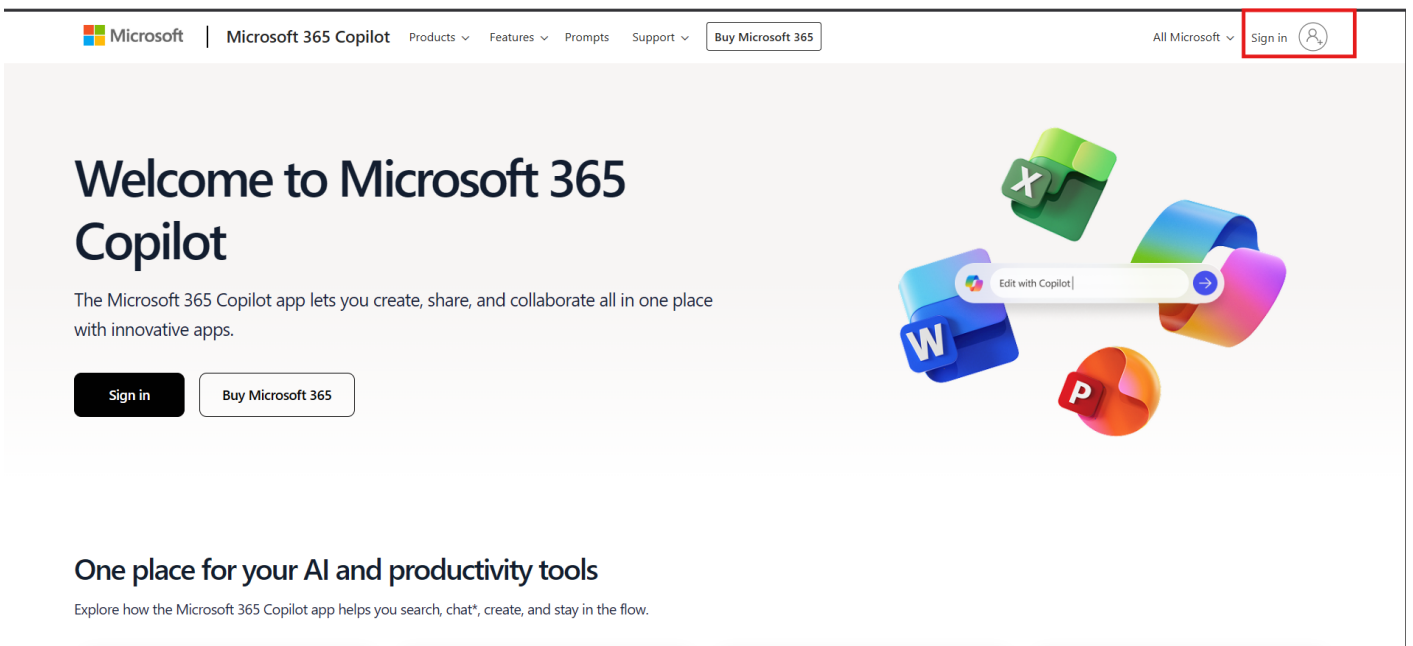 Microsoft | Microsoft 365 Copilot Products Features Prompts Support Buy Microsoft 365 All Microsoft Sign in
Welcome to Microsoft 365
Copilot
The Microsoft 365 Copilot app lets you create, share, and collaborate all in one place
with innovative apps.
Sign in Buy Microsoft 365
X
Edit with Copilot
W
P
One place for your AI and productivity tools
Explore how the Microsoft 365 Copilot app helps you search, chat*, create, and stay in the flow.